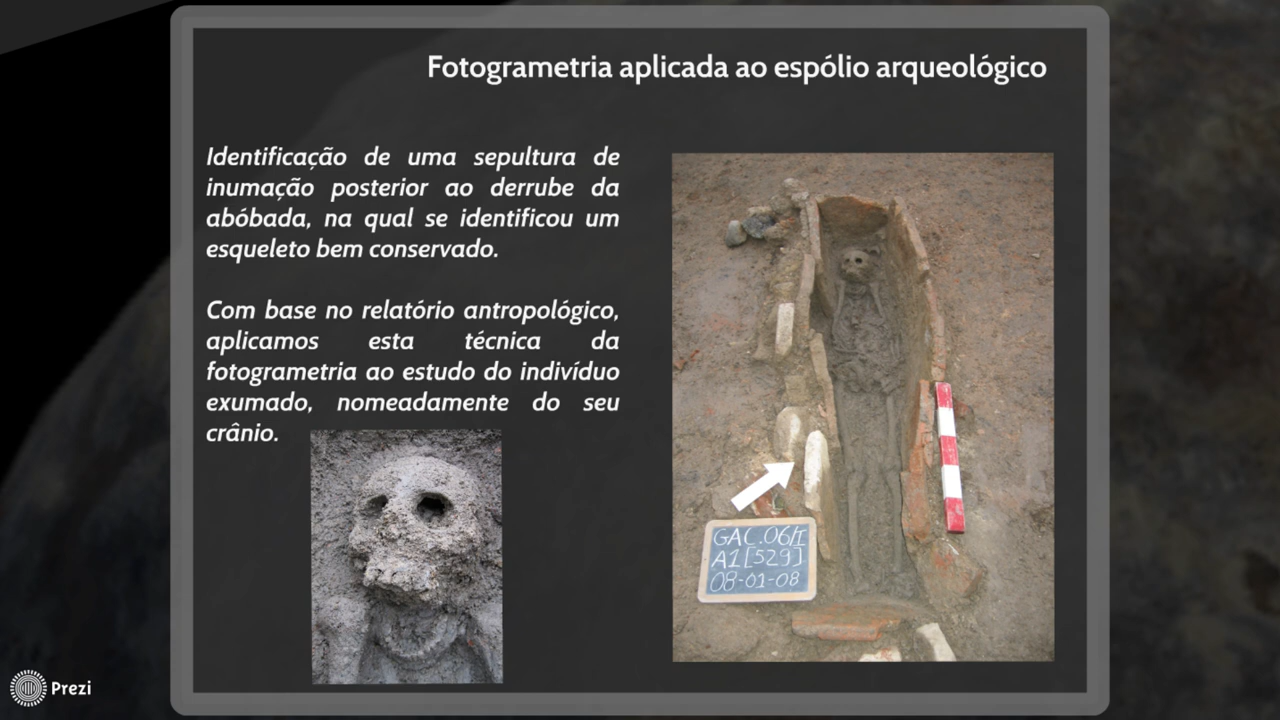 Fotogrametria aplicada ao espólio arqueológico
Identificação de uma sepultura de
inumação posterior ao derrube da
abóbada, na qual se identificou um
esqueleto bem conservado.
Com base no relatório antropológico,
aplicamos esta técnica da
fotogrametria ao estudo do indivíduo
exumado, nomeadamente do seu
crânio.
GAC.06/I
A1[529]
08-01-08
Prezi